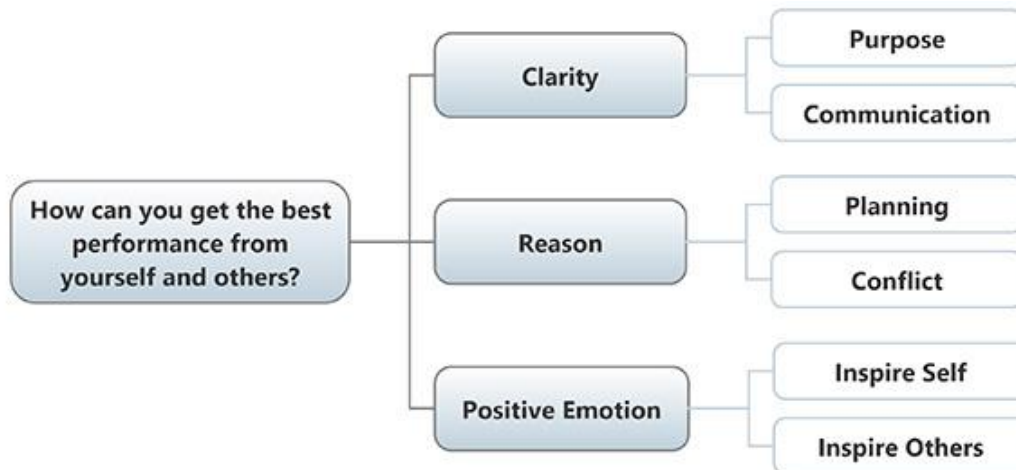 How can you get the best
performance from
yourself and others?
Clarity
Purpose
Communication
Reason
Planning
Conflict
Positive Emotion
Inspire Self
Inspire Others